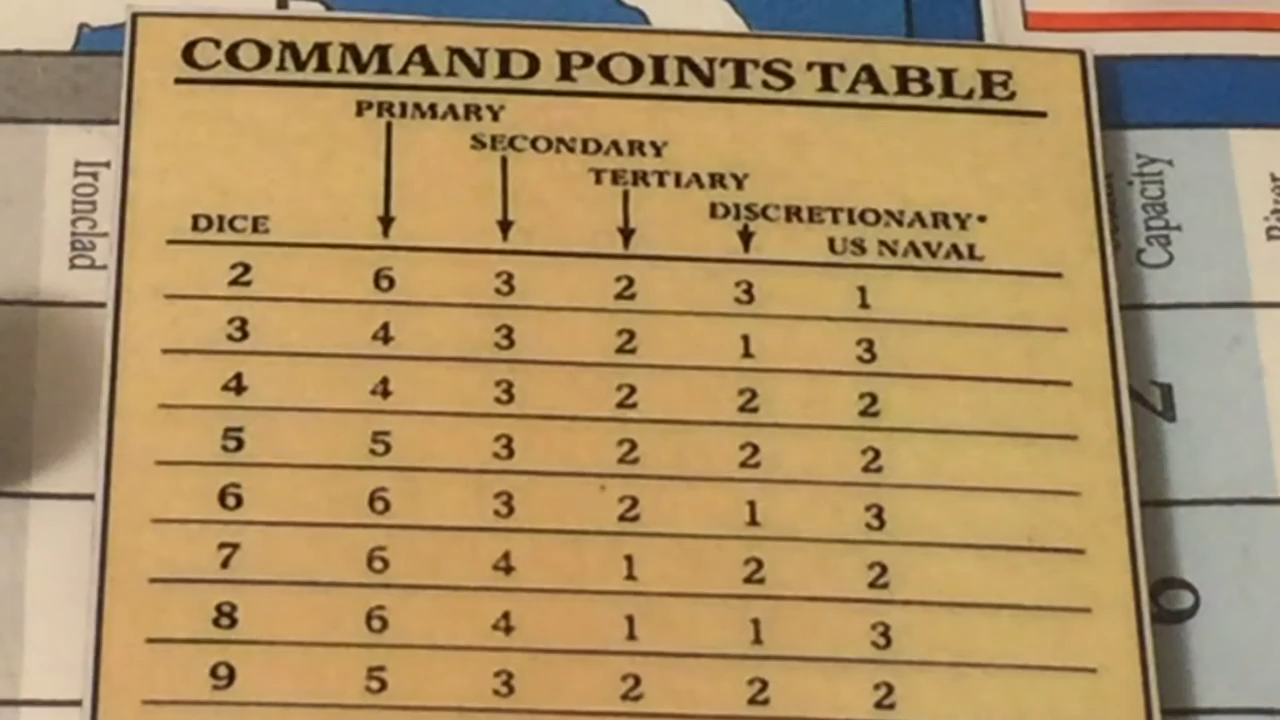 COMMAND POINTS TABLE
PRIMARY
SECONDARY
TERTIARY
DISCRETIONARY*
DICE
US NAVAL
2 6 3 2 3 1
3 4 3 2 1 3
4 4 3 2 2 2
5 5 3 2 2 2
6 6 3 2 1 3
7 6 4 1 2 2
8 6 4 1 1 3
9 5 3 2 2 2
Ironclad
Capacity